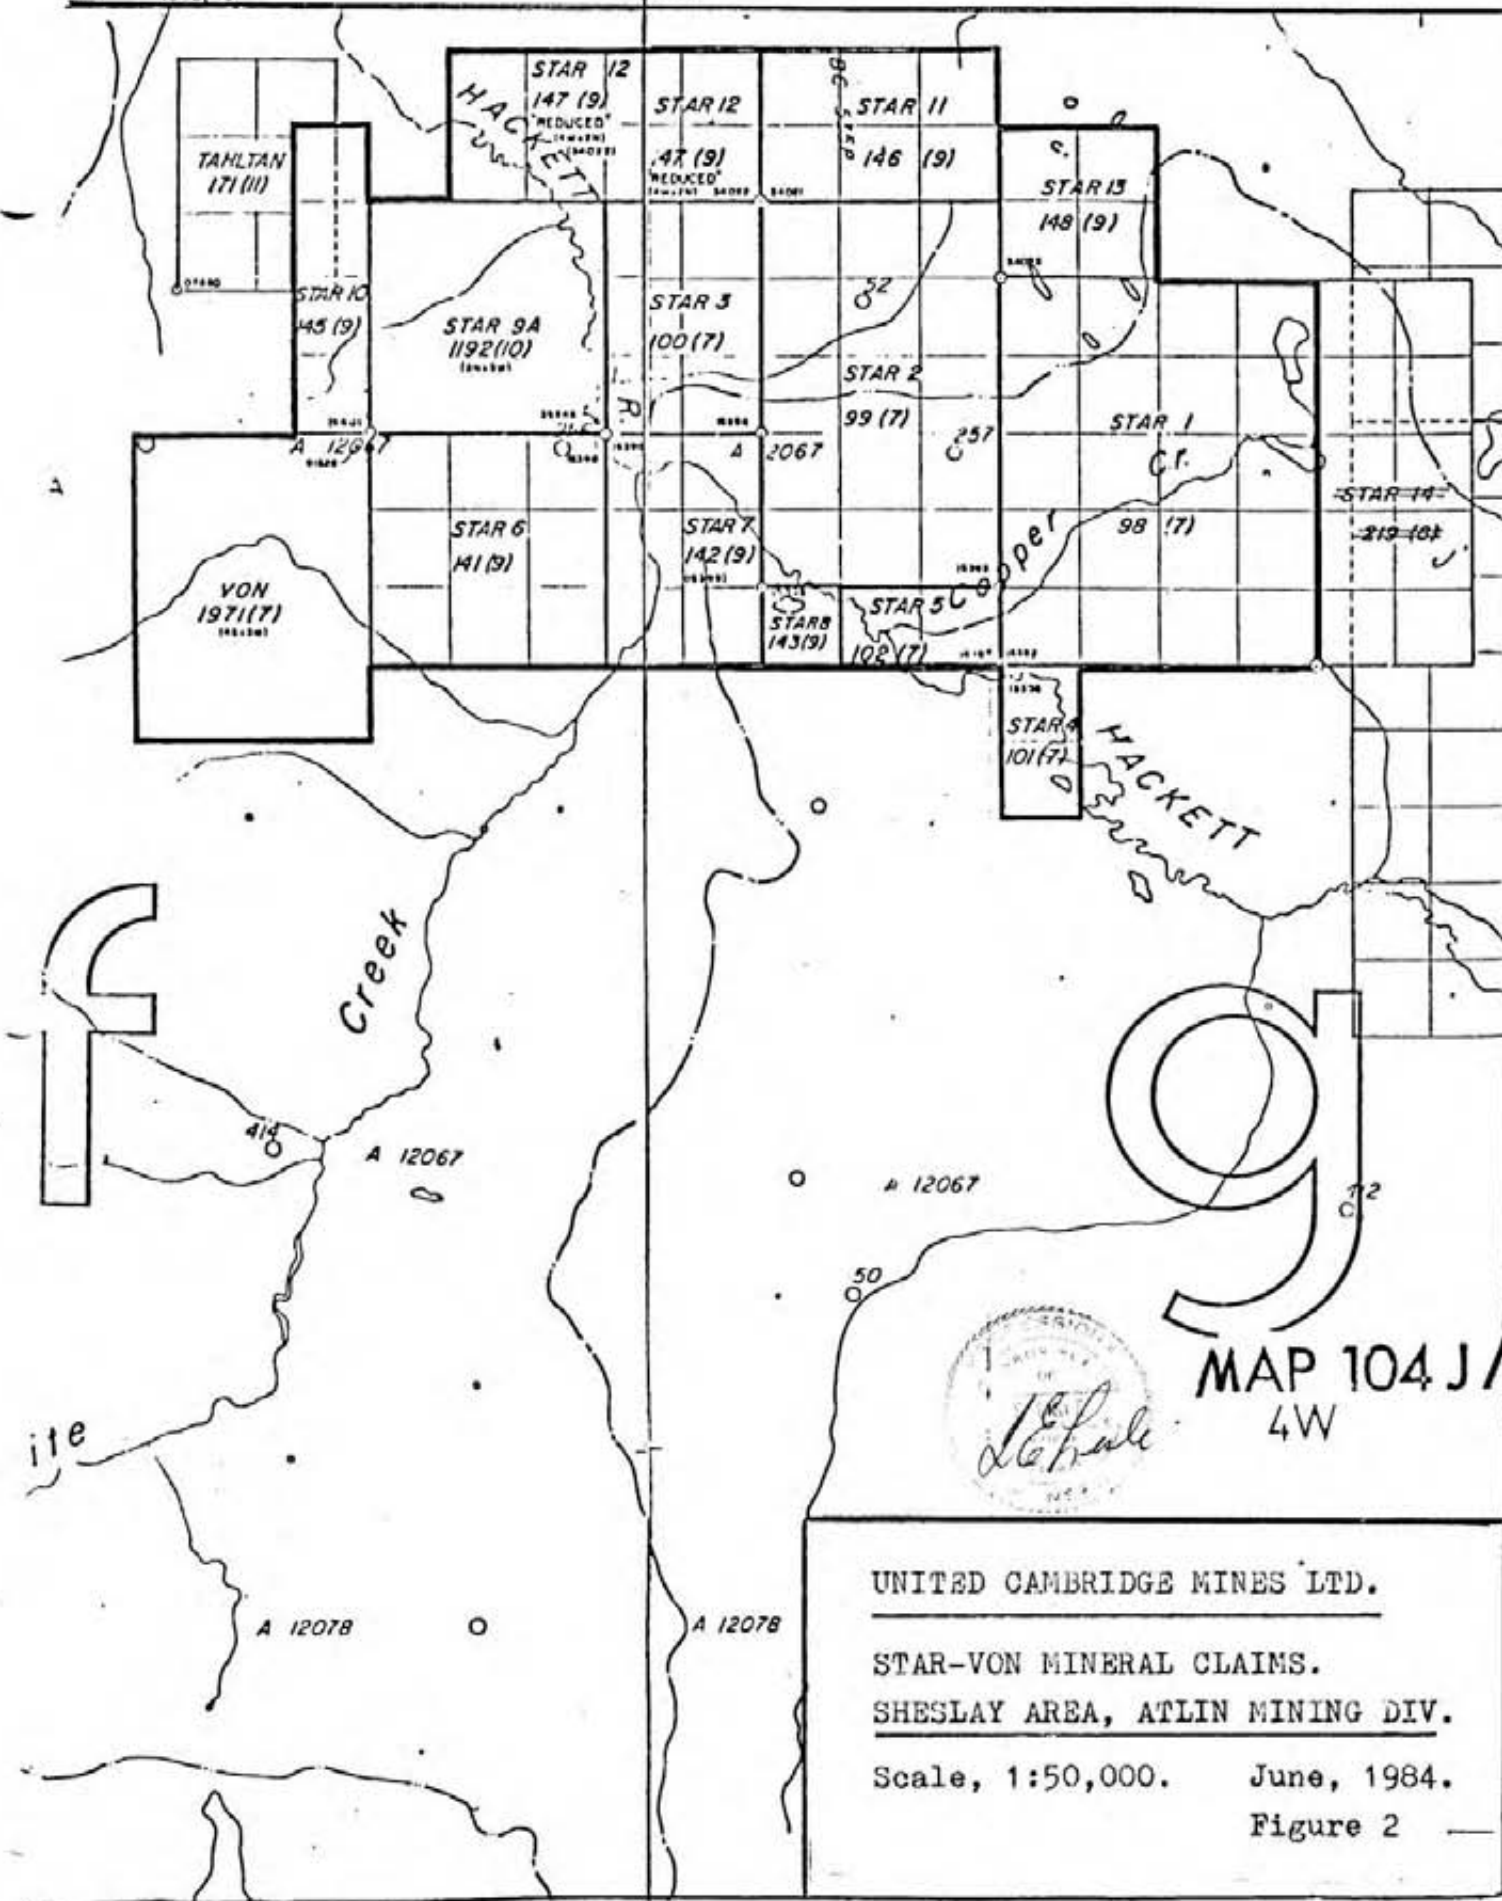 STAR 12
147 (9)
"REDUCED"
HACKETT
STAR 12
147 (9)
"REDUCED"
STAR 11
146 (9)
TAHLTAN
171 (11)
STAR 13
148 (9)
STAR 10
145 (9)
STAR 9A
1192(10)
STAR 3
100 (7)
52
STAR 2
99 (7)
STAR 1
98 (7)
R.
A 12067
A 2067
257
Cr.
STAR 14
219 (8)
STAR 6
141 (9)
STAR 7
142 (9)
VON
1971(7)
STAR 8
143(9)
STAR 5
102 (7)
STAR 4
101 (7)
HACKETT
f
Creek
g
414
A 12067
A 12067
112
50
MAP 104 J/
4W
ite
A 12078
A 12078
UNITED CAMBRIDGE MINES LTD.
STAR-VON MINERAL CLAIMS.
SHESLAY AREA, ATLIN MINING DIV.
Scale, 1:50,000. June, 1984.
Figure 2